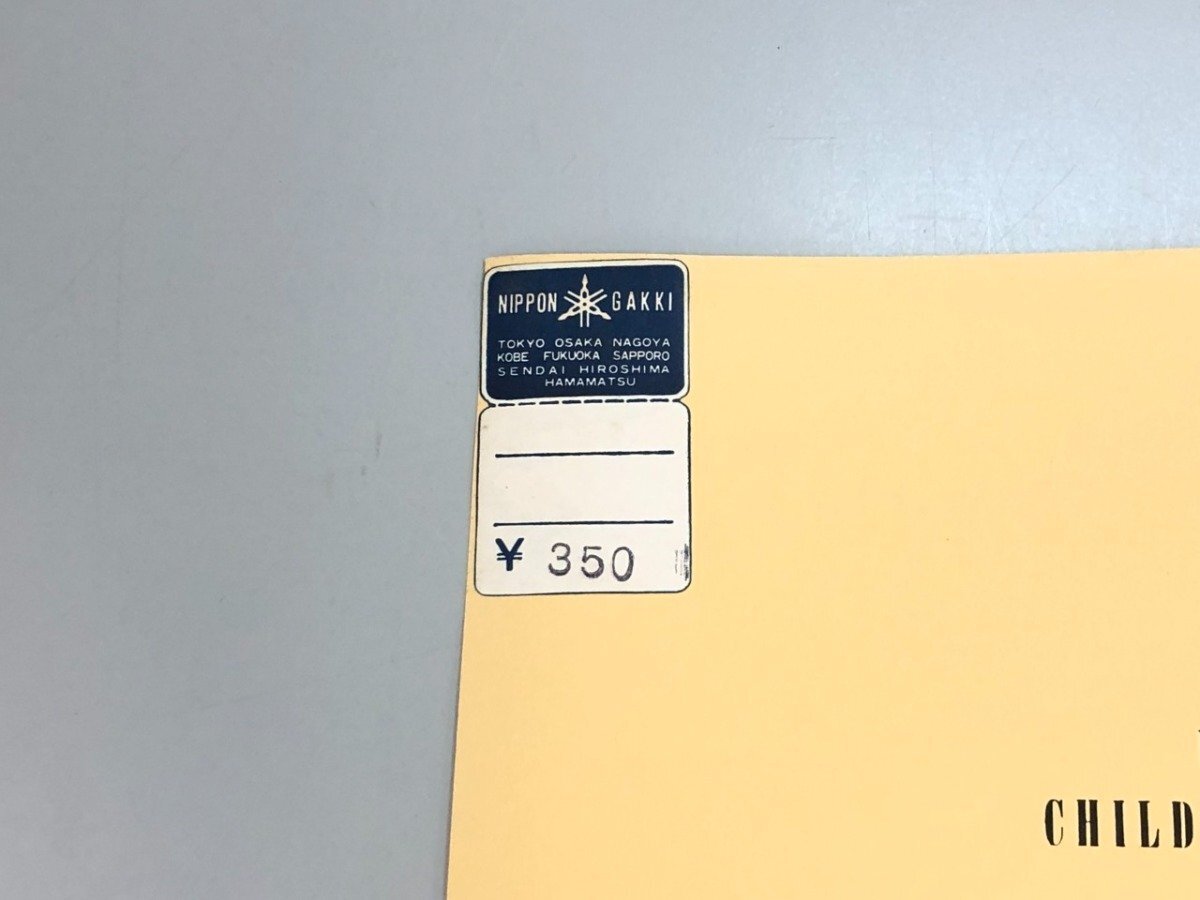 NIPPON GAKKI
TOKYO OSAKA NAGOYA
KOBE FUKUOKA SAPPORO
SENDAI HIROSHIMA
HAMAMATSU
¥ 350
CHILD